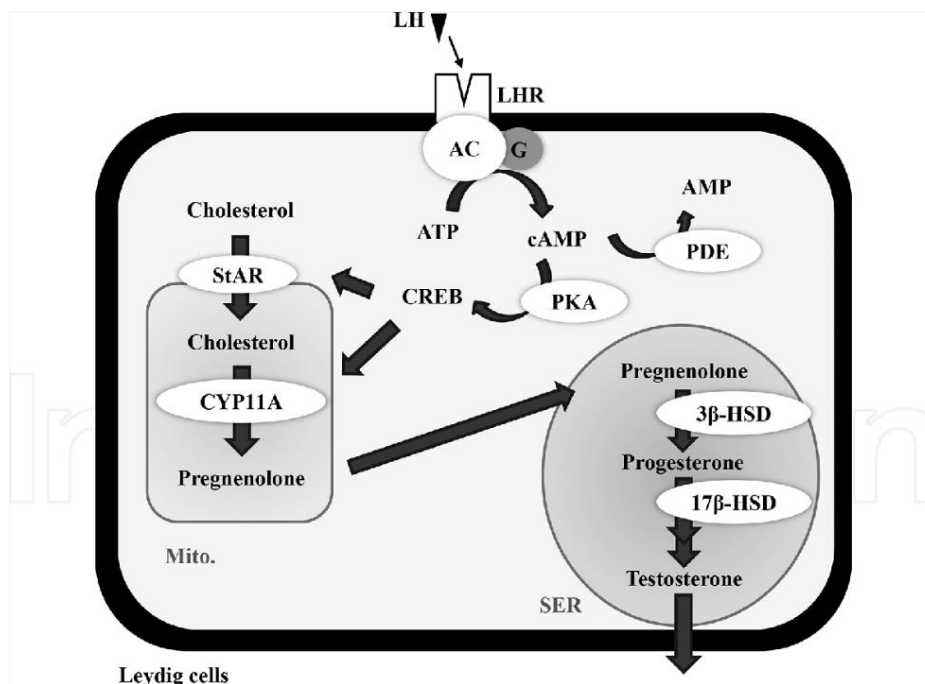 LH
LHR
AC
G
ATP
cAMP
AMP
PDE
Cholesterol
StAR
CREB
PKA
Cholesterol
CYP11A
Pregnenolone
Mito.
Pregnenolone
3β-HSD
Progesterone
17β-HSD
Testosterone
SER
Leydig cells